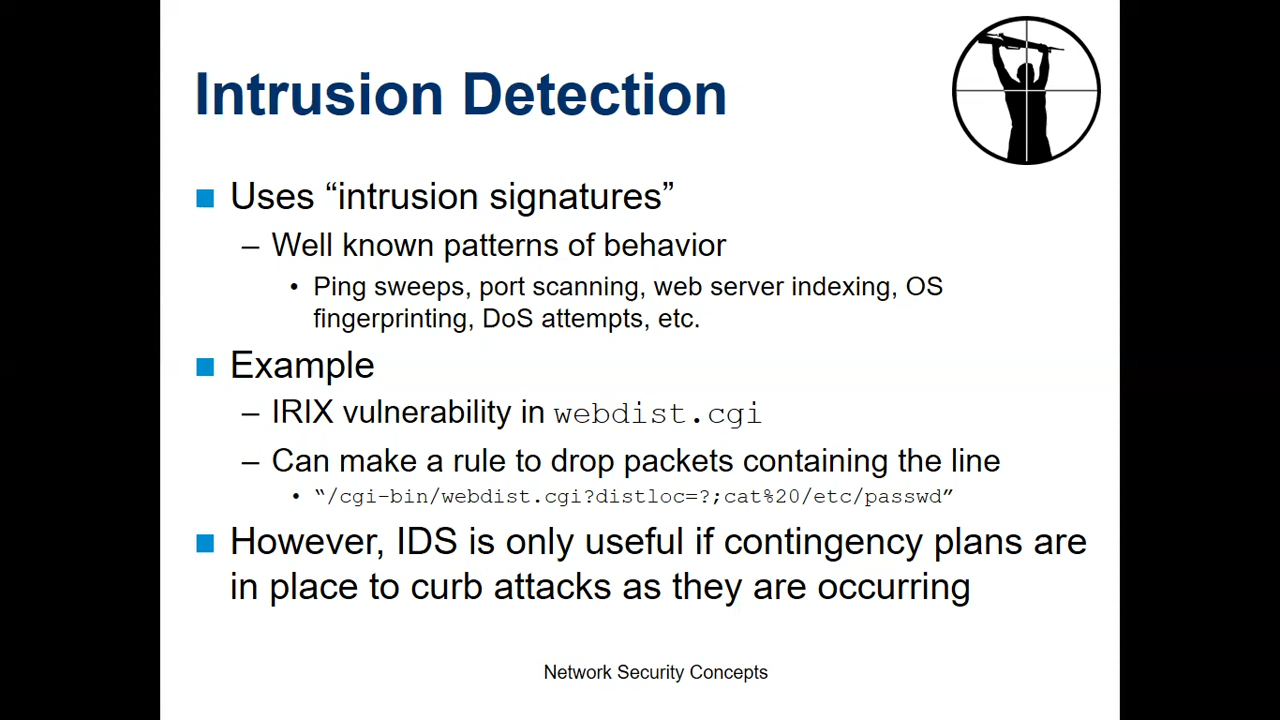 Intrusion Detection
Uses “intrusion signatures”
– Well known patterns of behavior
• Ping sweeps, port scanning, web server indexing, OS
fingerprinting, DoS attempts, etc.
Example
– IRIX vulnerability in webdist.cgi
– Can make a rule to drop packets containing the line
• “/cgi-bin/webdist.cgi?distloc=?;cat%20/etc/passwd”
However, IDS is only useful if contingency plans are
in place to curb attacks as they are occurring
Network Security Concepts